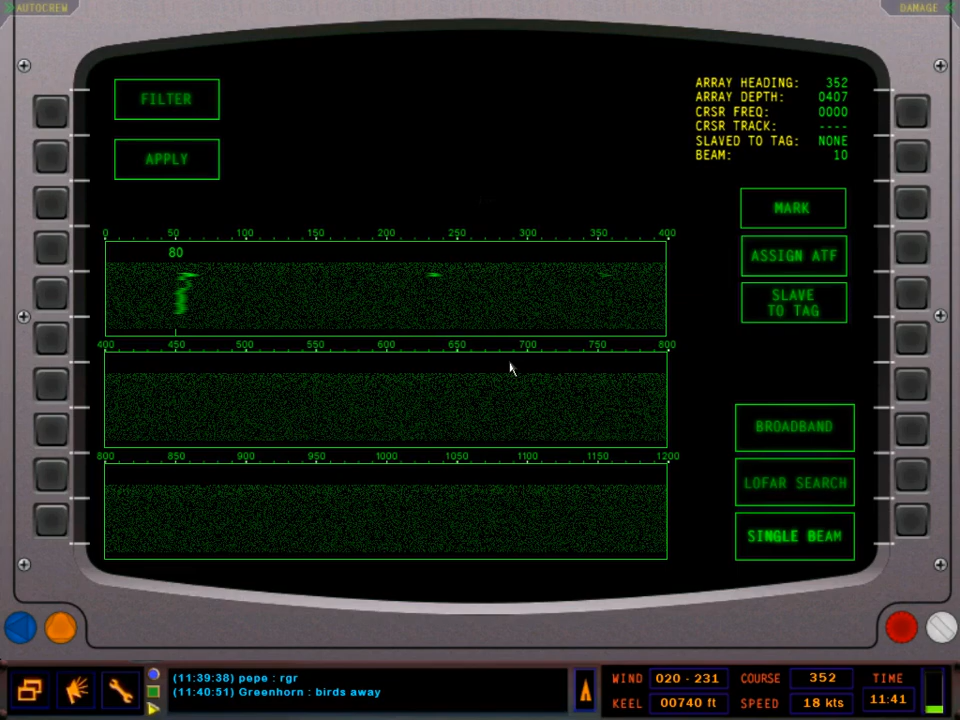 AUTOCREW
DAMAGE
FILTER
APPLY
ARRAY HEADING: 352
ARRAY DEPTH: 0407
CRSR FREQ: 0000
CRSR TRACK: ----
SLAVED TO TAG: NONE
BEAM: 10
MARK
ASSIGN ATF
SLAVE
TO TAG
0 50 100 150 200 250 300 350 400
80
400 450 500 550 600 650 700 750 800
800 850 900 950 1000 1050 1100 1150 1200
BROADBAND
LOFAR SEARCH
SINGLE BEAM
(11:39:38) pepe : rgr
(11:40:51) Greenhorn : birds away
WIND 020 - 231 COURSE 352 TIME
KEEL 00740 ft SPEED 18 kts 11:41